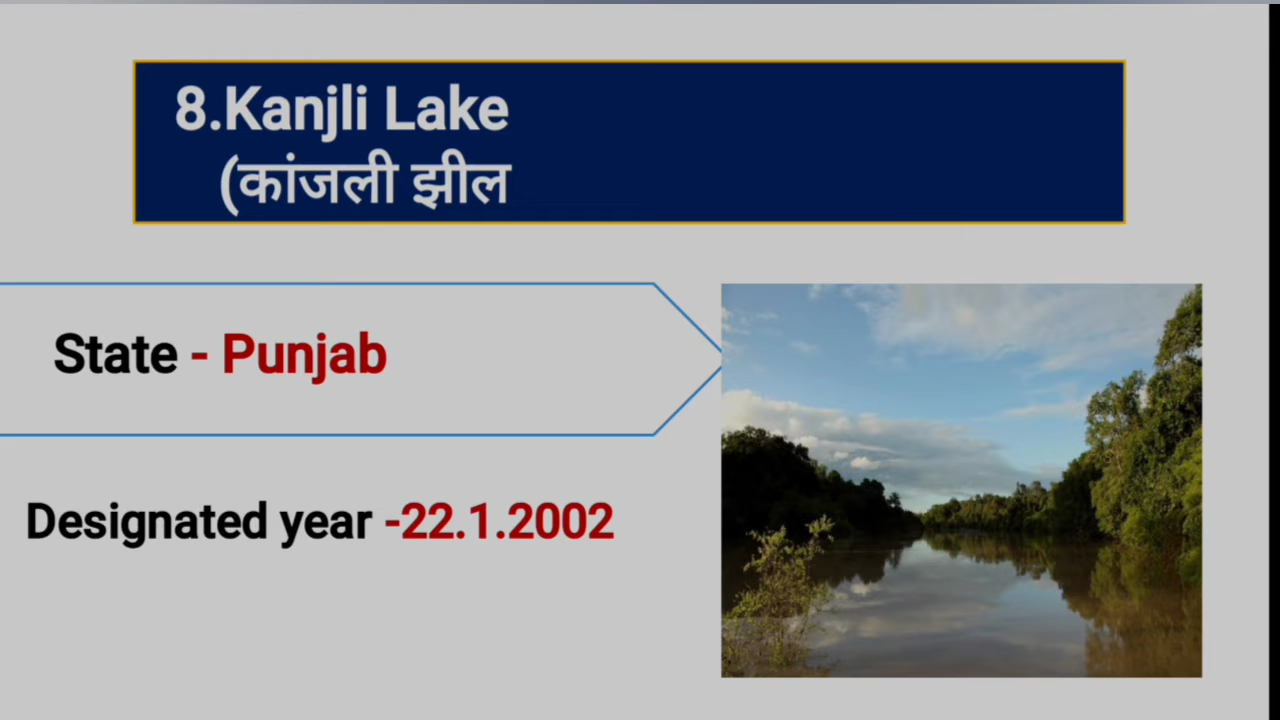 8.Kanjli Lake
(कांजली झील
State - Punjab
Designated year -22.1.2002